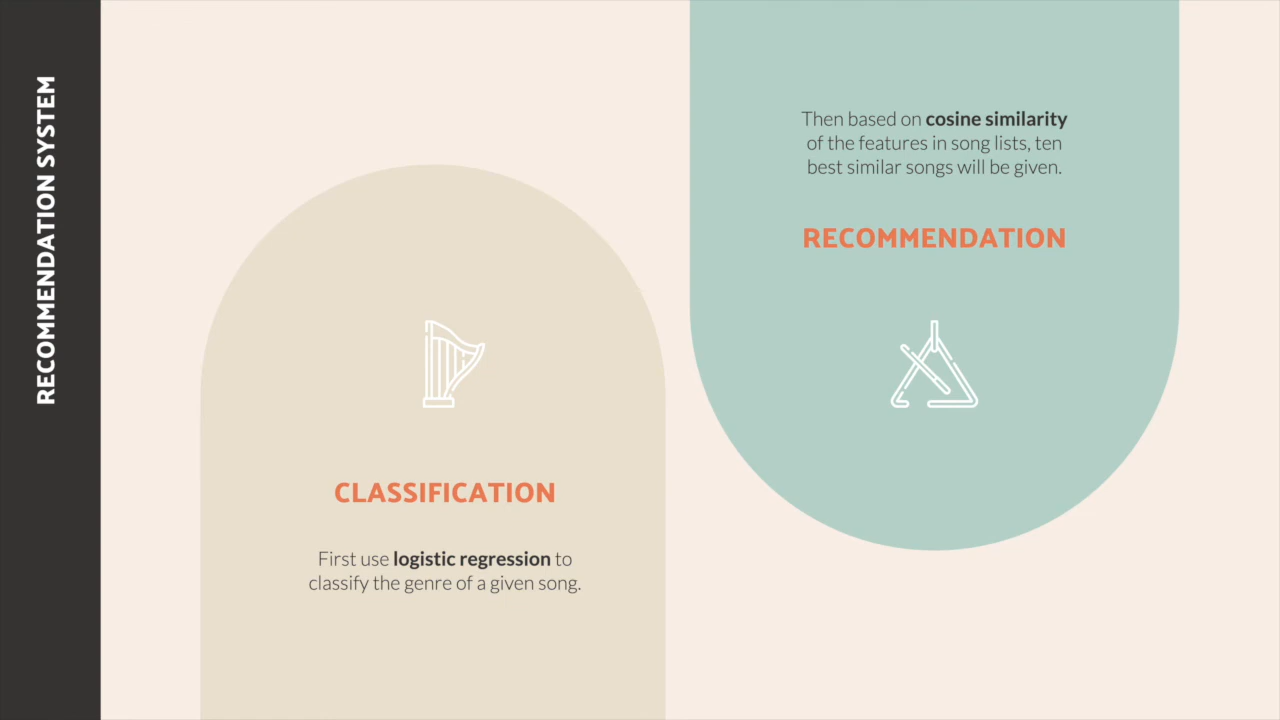 RECOMMENDATION SYSTEM
CLASSIFICATION
First use logistic regression to
classify the genre of a given song.
Then based on cosine similarity
of the features in song lists, ten
best similar songs will be given.
RECOMMENDATION